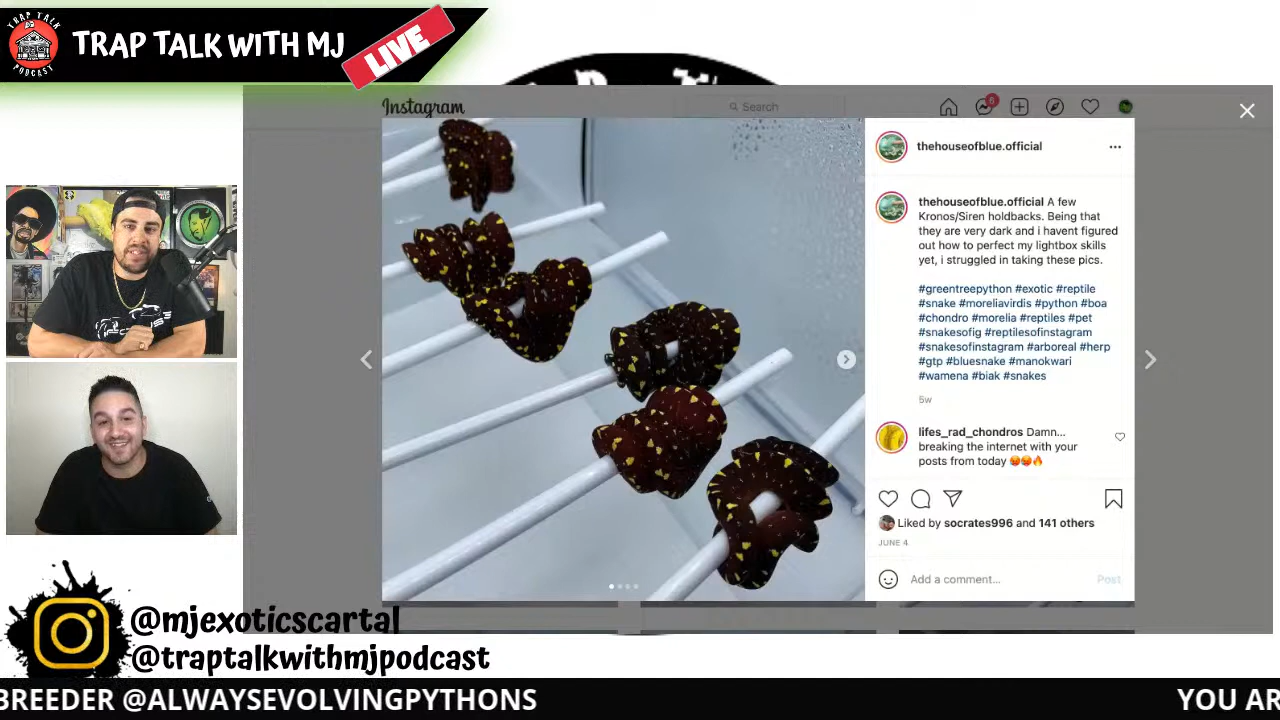 TRAP TALK
PODCAST
TRAP TALK WITH MJ
LIVE
Instagram
Search
6
thehouseofblue.official
thehouseofblue.official A few
Kronos/Siren holdbacks. Being that
they are very dark and i havent figured
out how to perfect my lightbox skills
yet, i struggled in taking these pics.
#greentreepython #exotic #reptile
#snake #moreliavirdis #python #boa
#chondro #morelia #reptiles #pet
#snakesofig #reptilesofinstagram
#snakesofinstagram #arboreal #herp
#gtp #bluesnake #manokwari
#wamena #biak #snakes
5w
lifes_rad_chondros Damn...
breaking the internet with your
posts from today
Liked by socrates996 and 141 others
JUNE 4
Add a comment...
Post
@mjexoticscartal
@traptalkwithmjpodcast
BREEDER @ALWAYSEVOLVINGPYTHONS
YOU AR